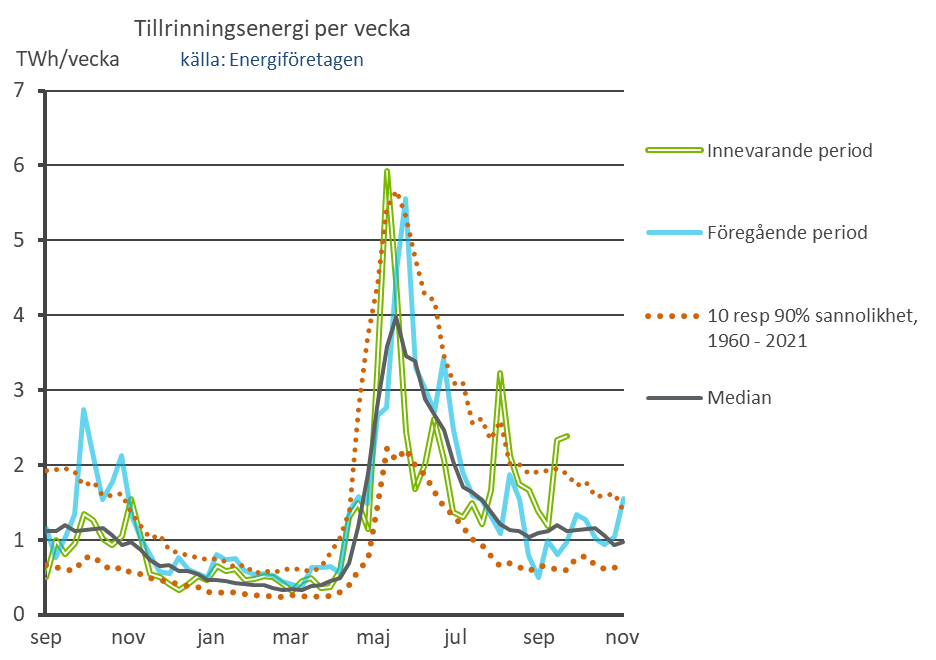 Tillrinningsenergi per vecka
TWh/vecka
källa: Energiföretagen
7
6
5
4
3
2
1
0
sep nov jan mar maj jul sep nov
Innevarande period
Föregående period
10 resp 90% sannolikhet,
1960 - 2021
Median